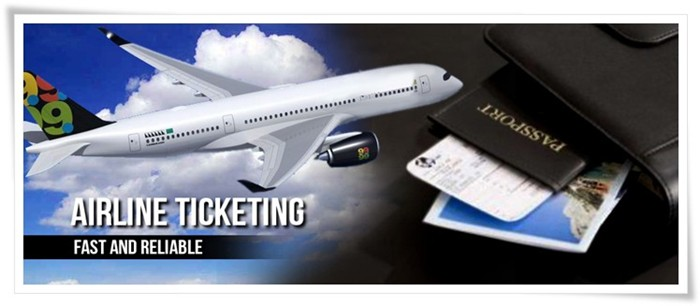 AIRLINE TICKETING
FAST AND RELIABLE
PASSPORT